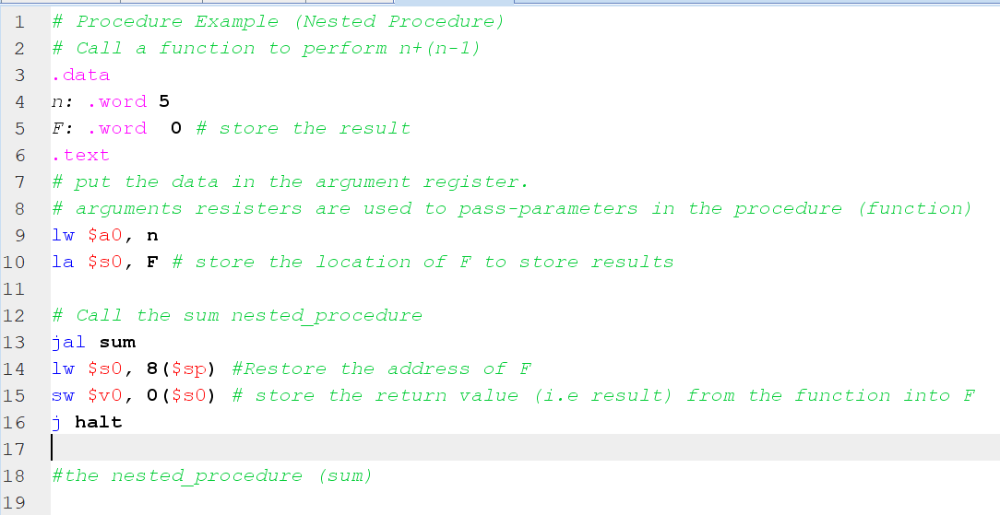 1 # Procedure Example (Nested Procedure)
2 # Call a function to perform n+(n-1)
3 .data
4 n: .word 5
5 F: .word  0 # store the result
6 .text
7 # put the data in the argument register.
8 # arguments resisters are used to pass-parameters in the procedure (function)
9 lw $a0, n
10 la $s0, F # store the location of F to store results
11
12 # Call the sum nested_procedure
13 jal sum
14 lw $s0, 8($sp) #Restore the address of F
15 sw $v0, 0($s0) # store the return value (i.e result) from the function into F
16 j halt
17
18 #the nested_procedure (sum)
19